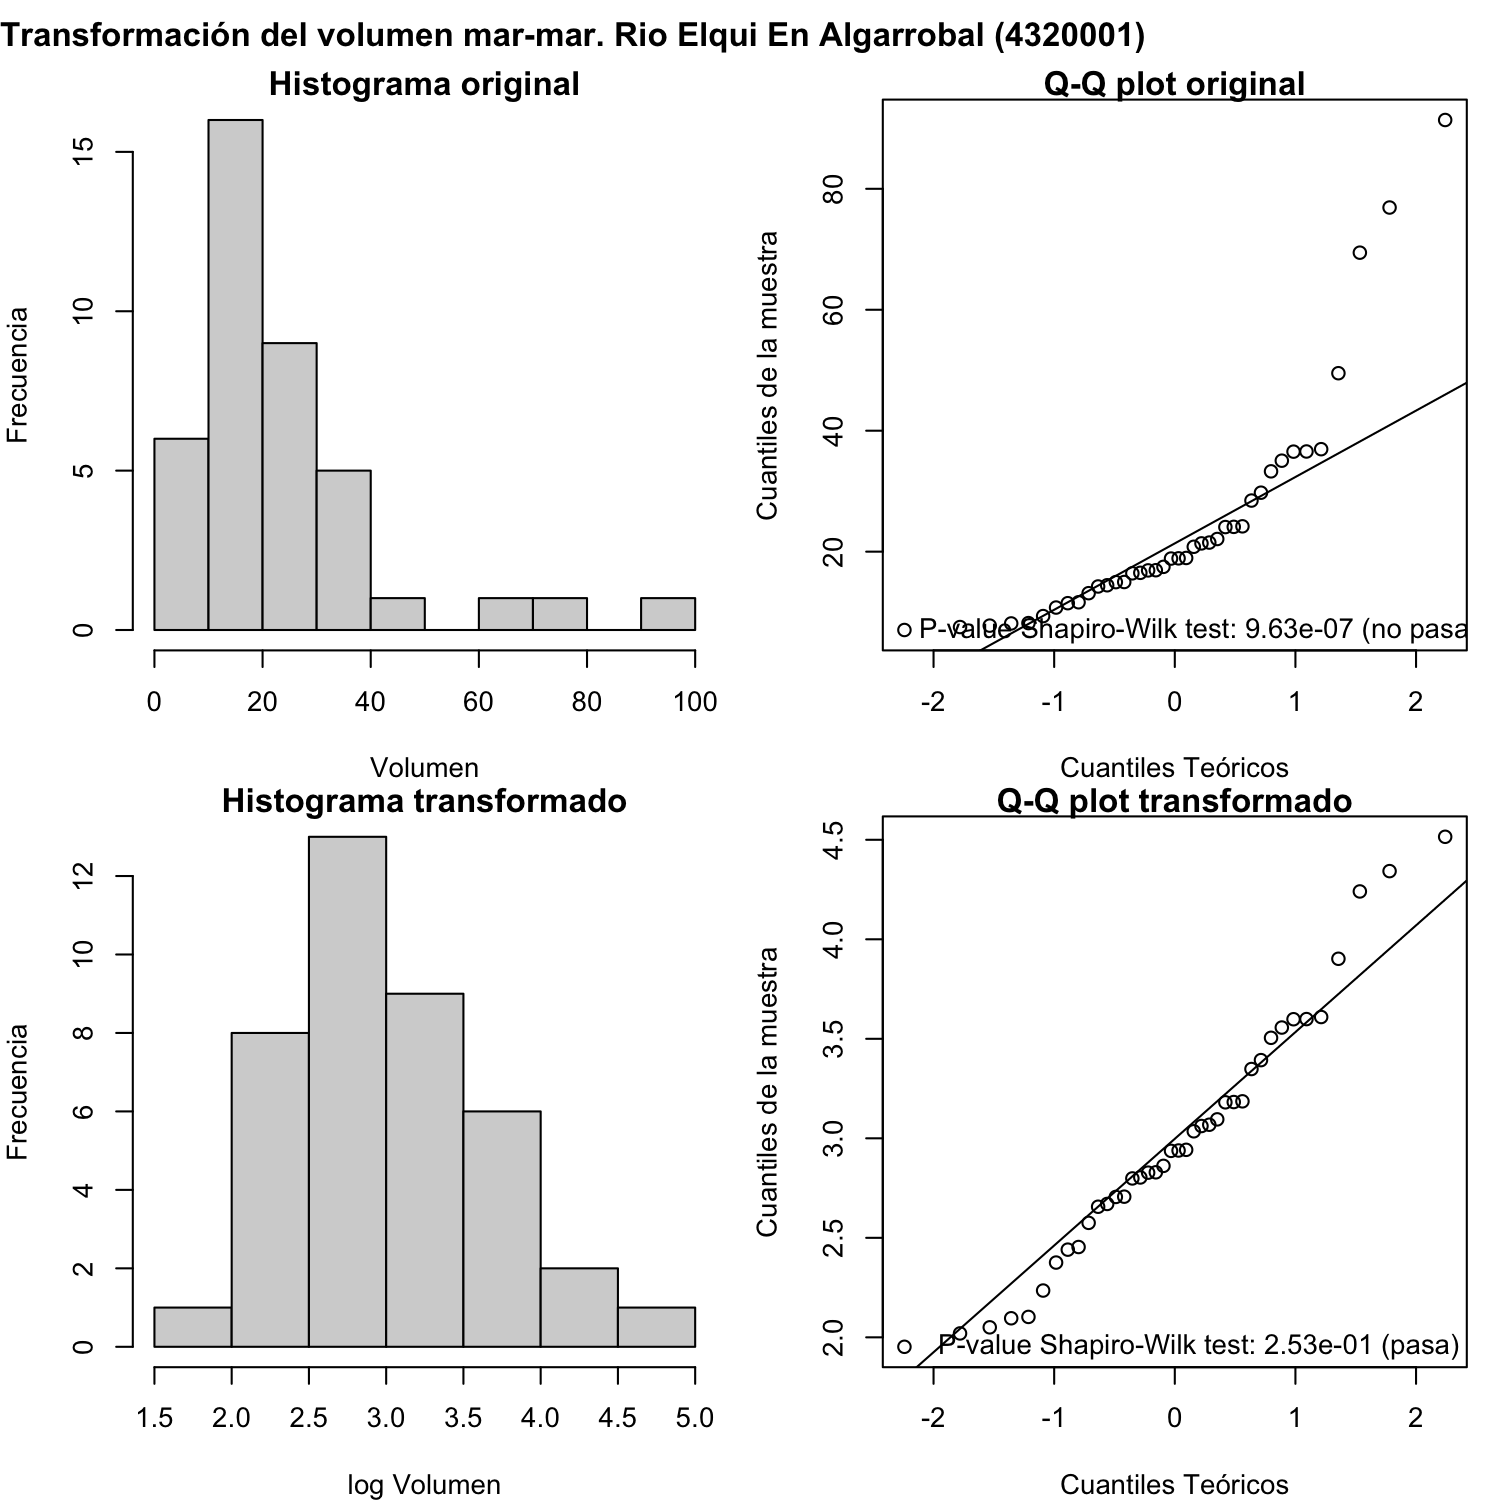 Transformación del volumen mar-mar. Rio Elqui En Algarrobal (4320001)
Histograma original
Frecuencia
15
10
5
0
0 20 40 60 80 100
Volumen
Q-Q plot original
Cuantiles de la muestra
80
60
40
20
P-value Shapiro-Wilk test: 9.63e-07 (no pasa
-2 -1 0 1 2
Cuantiles Teóricos
Histograma transformado
Frecuencia
12
10
8
6
4
2
0
1.5 2.0 2.5 3.0 3.5 4.0 4.5 5.0
log Volumen
Q-Q plot transformado
Cuantiles de la muestra
4.5
4.0
3.5
3.0
2.5
2.0
P-value Shapiro-Wilk test: 2.53e-01 (pasa)
-2 -1 0 1 2
Cuantiles Teóricos